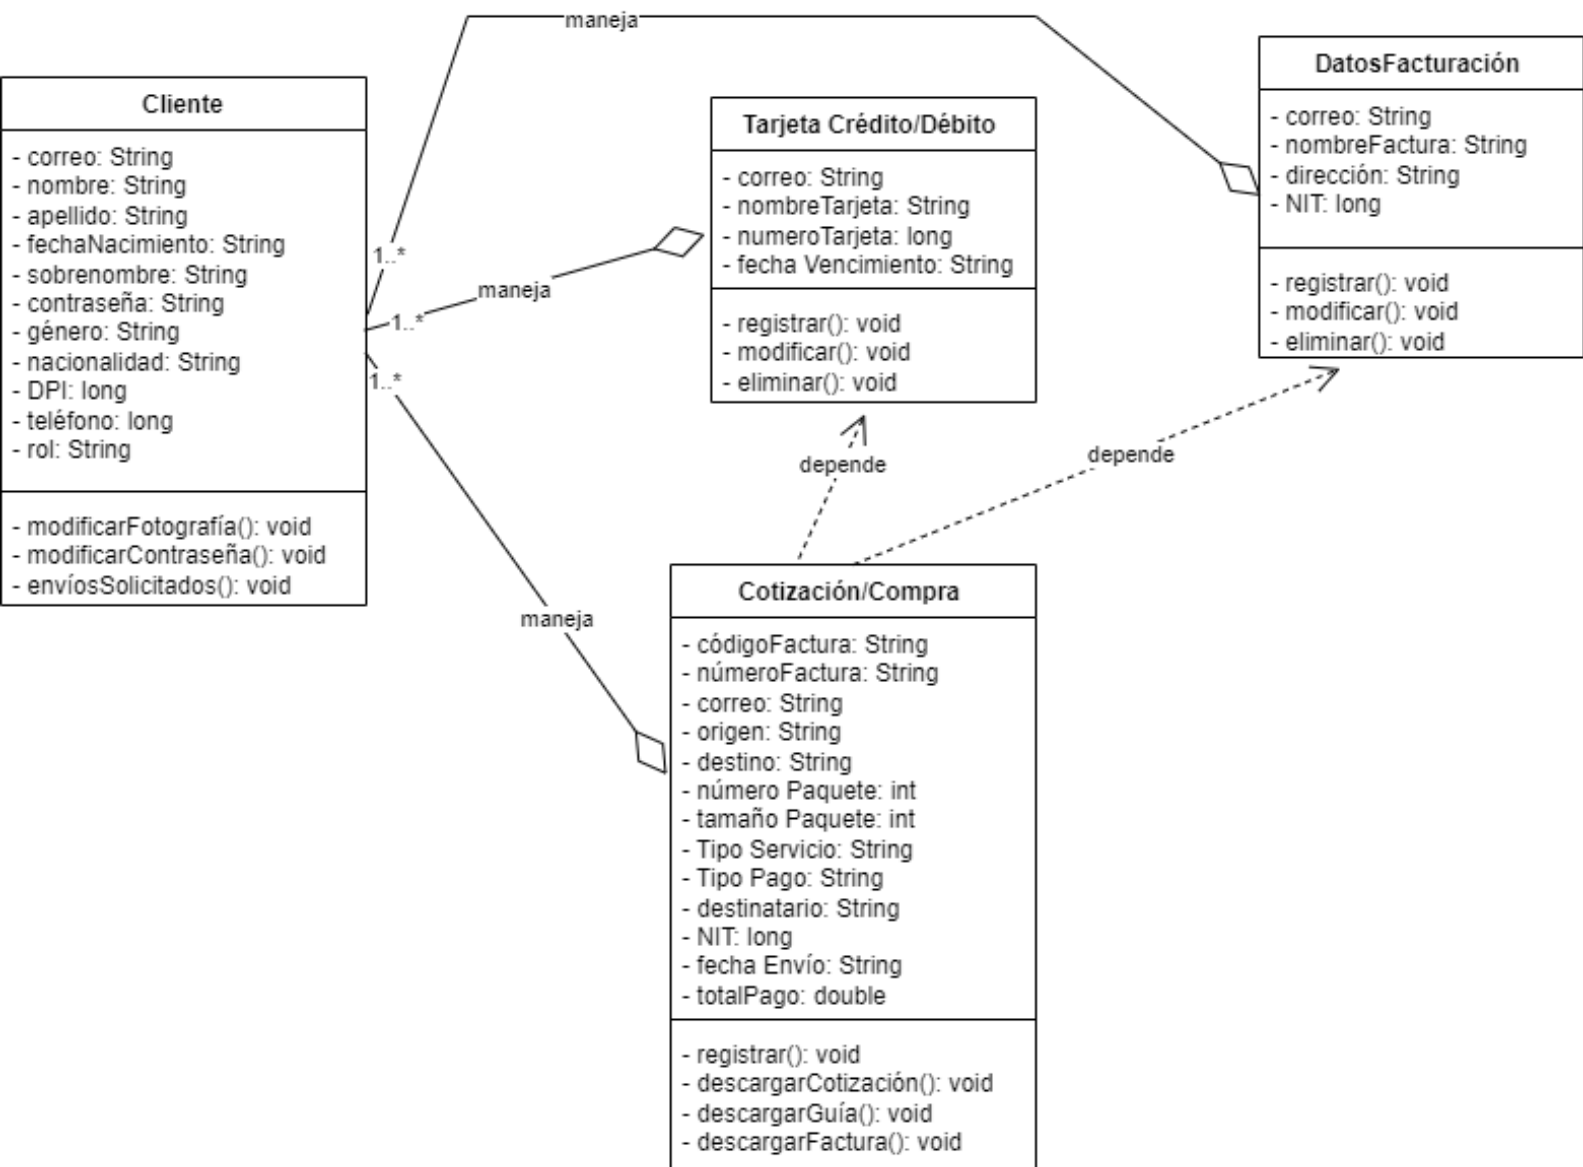 maneja
Cliente
- correo: String
- nombre: String
- apellido: String
- fechaNacimiento: String
- sobrenombre: String
- contraseña: String
- género: String
- nacionalidad: String
- DPI: long
- teléfono: long
- rol: String
- modificarFotografía(): void
- modificarContraseña(): void
- envíosSolicitados(): void
1..*
1..*
1..*
maneja
maneja
Tarjeta Crédito/Débito
- correo: String
- nombreTarjeta: String
- numeroTarjeta: long
- fecha Vencimiento: String
- registrar(): void
- modificar(): void
- eliminar(): void
DatosFacturación
- correo: String
- nombreFactura: String
- dirección: String
- NIT: long
- registrar(): void
- modificar(): void
- eliminar(): void
depende
depende
Cotización/Compra
- códigoFactura: String
- númeroFactura: String
- correo: String
- origen: String
- destino: String
- número Paquete: int
- tamaño Paquete: int
- Tipo Servicio: String
- Tipo Pago: String
- destinatario: String
- NIT: long
- fecha Envío: String
- totalPago: double
- registrar(): void
- descargarCotización(): void
- descargarGuía(): void
- descargarFactura(): void